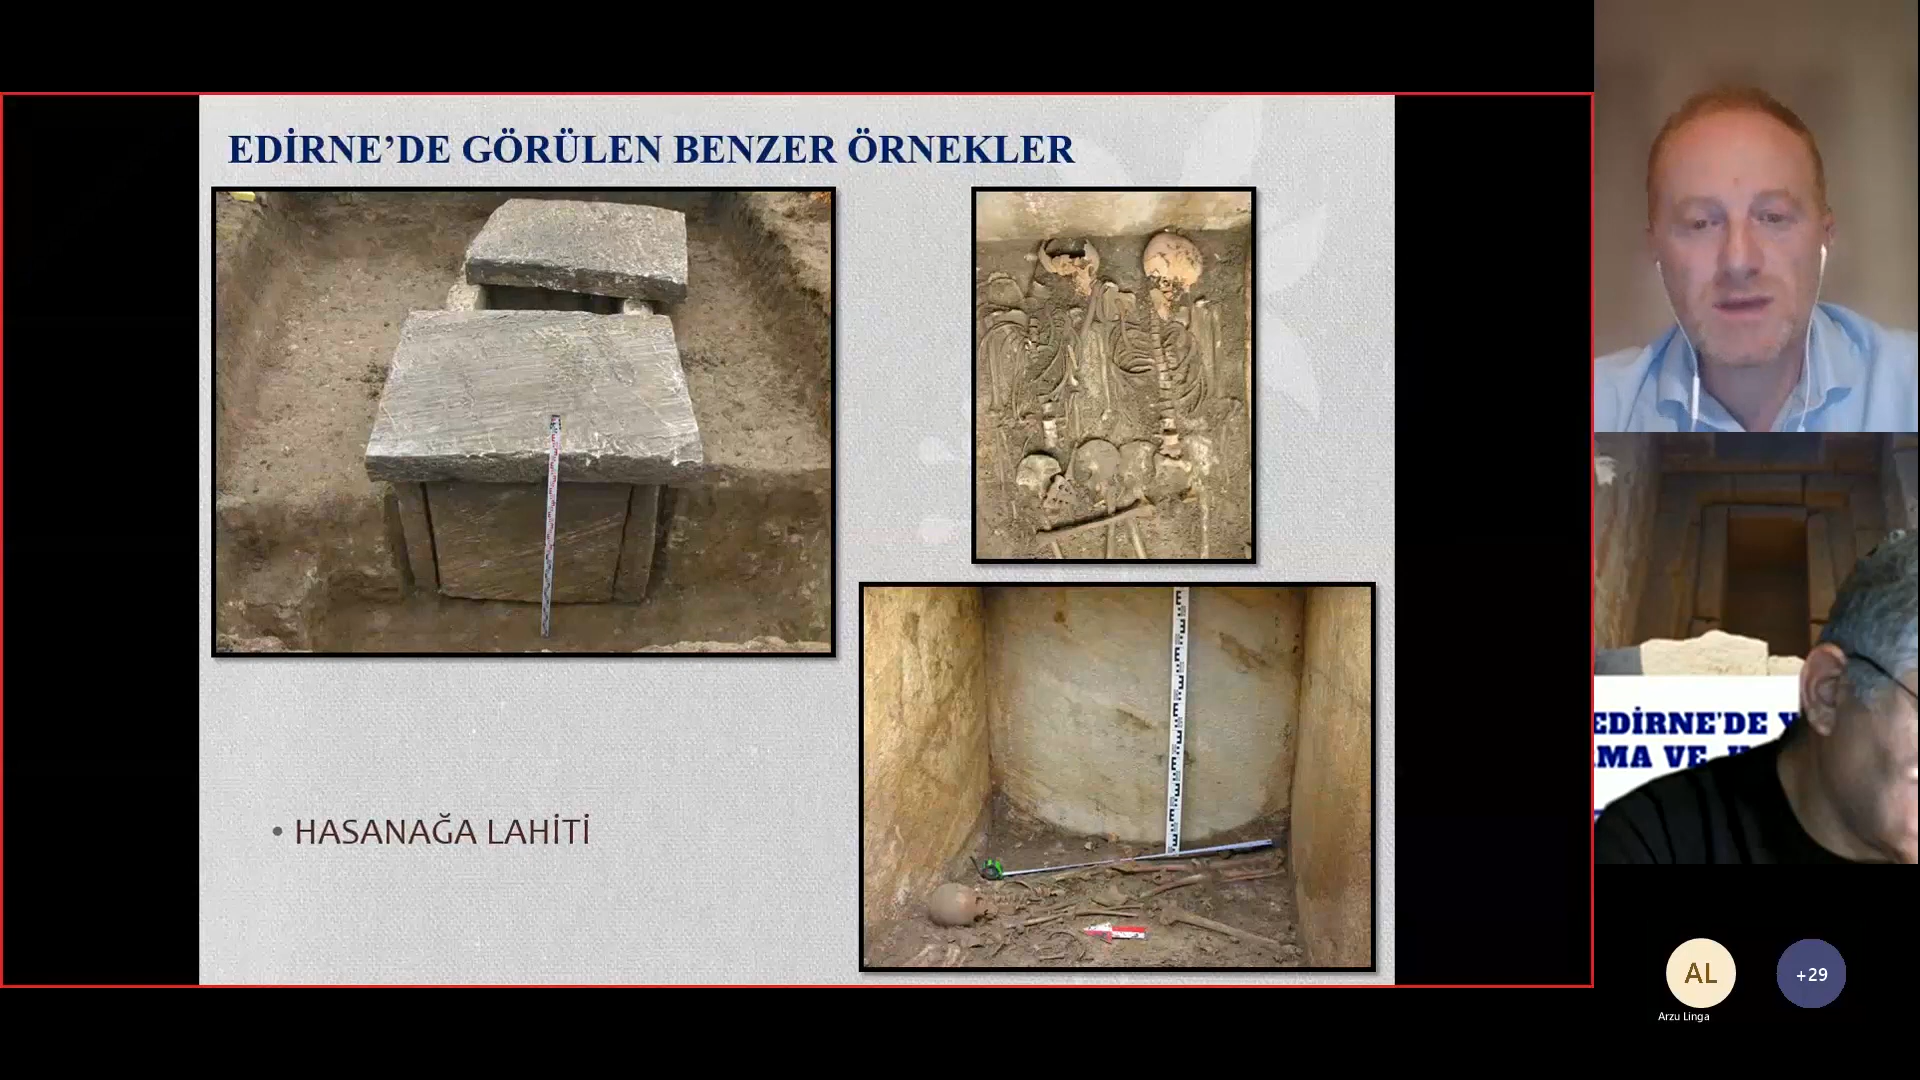 EDİRNE’DE GÖRÜLEN BENZER ÖRNEKLER
• HASANAĞA LAHİTİ
EDİRNE'DE
MA VE
AL
+29
Arzu Linga